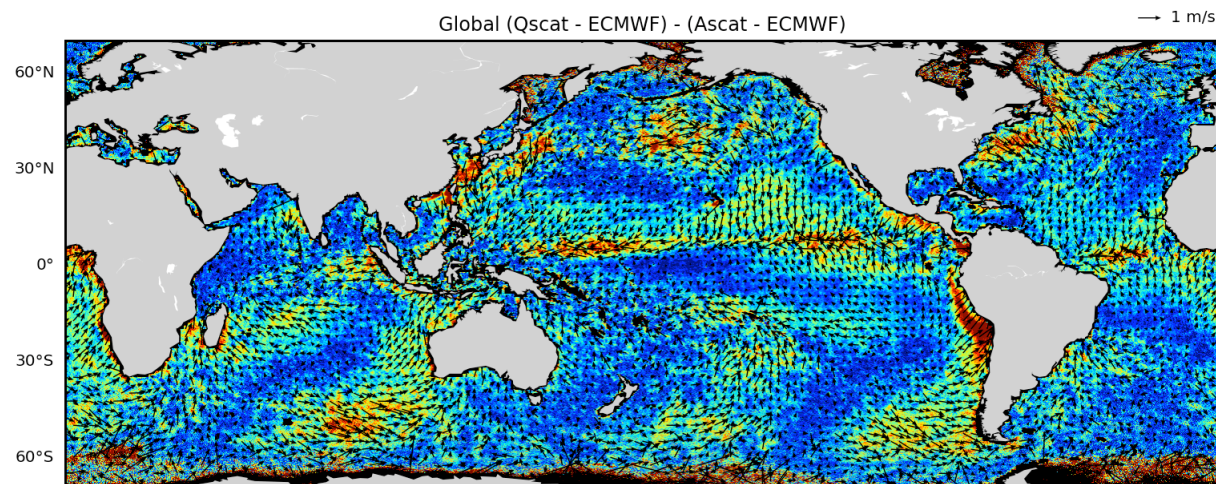 Global (Qscat - ECMWF) - (Ascat - ECMWF)
1 m/s
60°N
30°N
0°
30°S
60°S